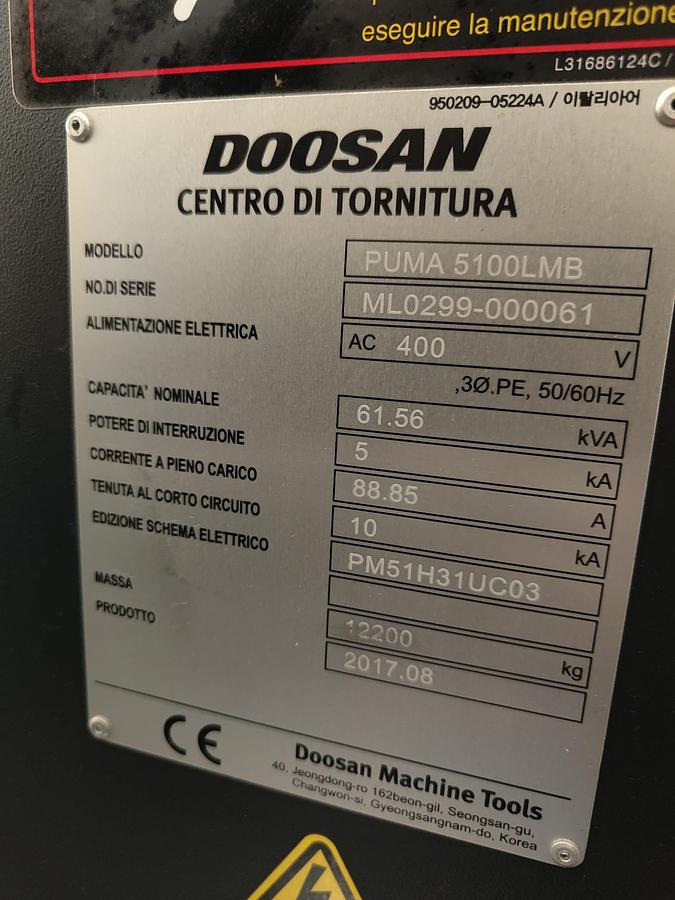 eseguire la manutenzione
L31686124C /
950209-05224A / 이탈리아어
DOOSAN
CENTRO DI TORNITURA
MODELLO PUMA 5100LMB
NO.DI SERIE ML0299-000061
ALIMENTAZIONE ELETTRICA AC 400 V
,3Ø.PE, 50/60Hz
CAPACITA' NOMINALE 61.56 kVA
POTERE DI INTERRUZIONE 5 kA
CORRENTE A PIENO CARICO 88.85 A
TENUTA AL CORTO CIRCUITO 10 kA
EDIZIONE SCHEMA ELETTRICO PM51H31UC03
MASSA 12200 kg
PRODOTTO 2017.08
CE
Doosan Machine Tools
40, Jeongdong-ro 162beon-gil, Seongsan-gu,
Changwon-si, Gyeongsangnam-do, Korea